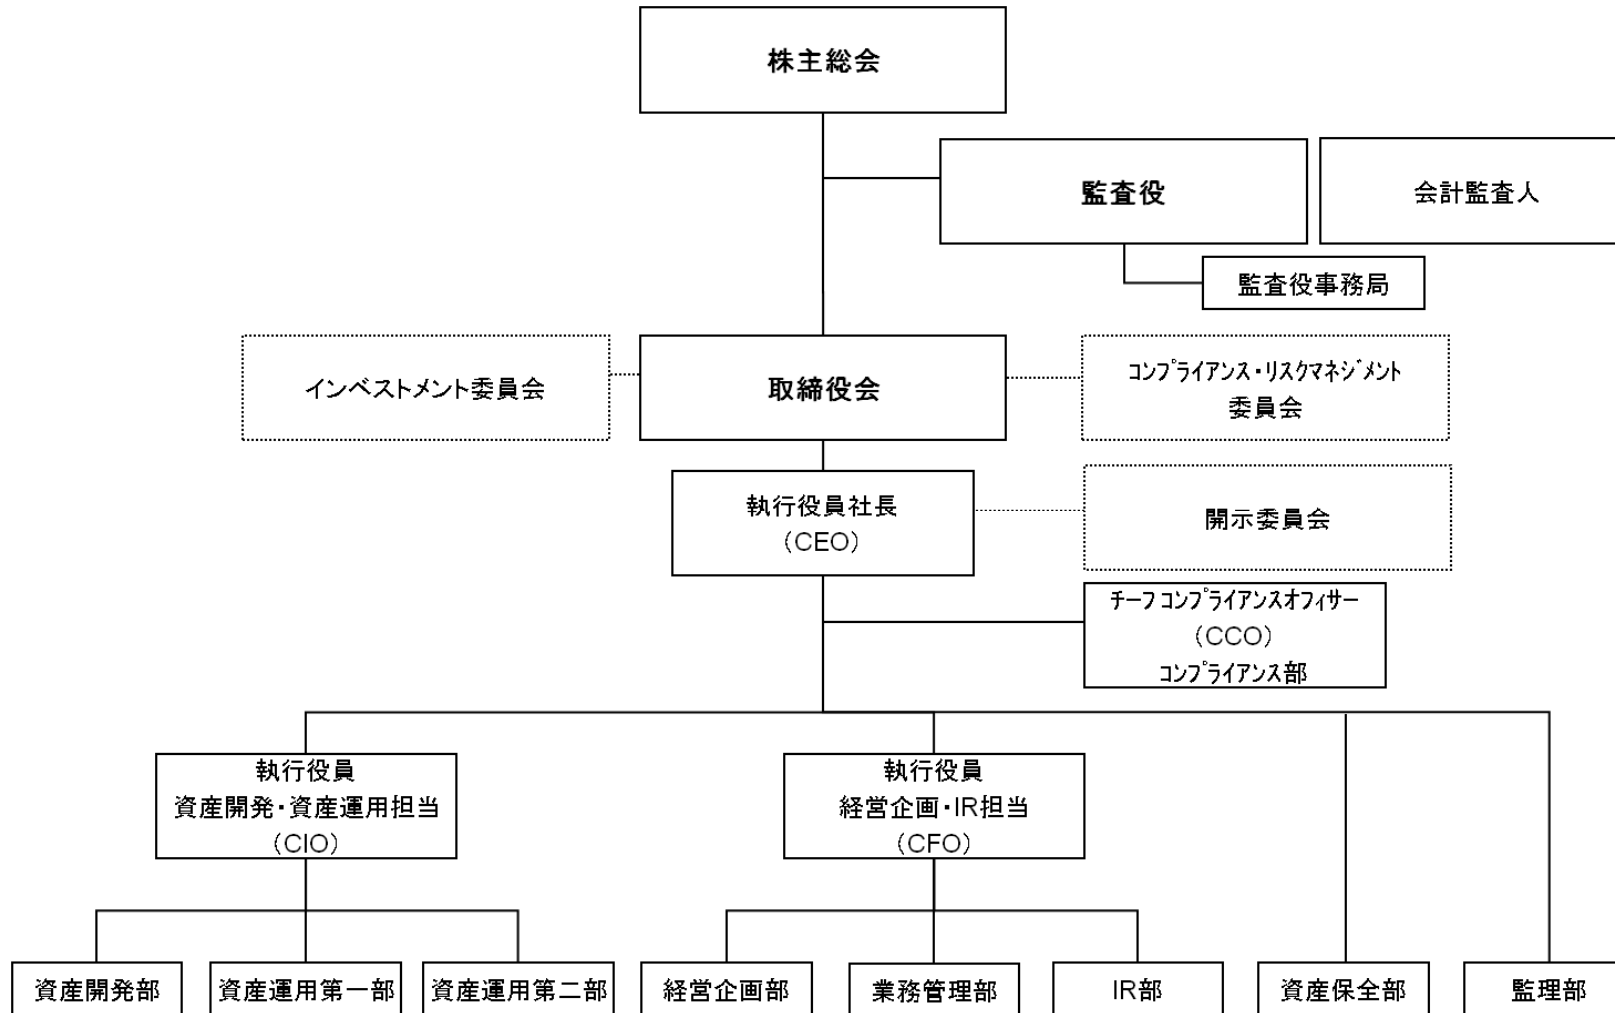 株主総会
監査役
会計監査人
監査役事務局
インベストメント委員会
取締役会
コンプライアンス・リスクマネジメント
委員会
執行役員社長
（CEO）
開示委員会
チーフコンプライアンスオフィサー
（CCO）
コンプライアンス部
執行役員
資産開発・資産運用担当
（CIO）
執行役員
経営企画・IR担当
（CFO）
資産開発部
資産運用第一部
資産運用第二部
経営企画部
業務管理部
IR部
資産保全部
監理部